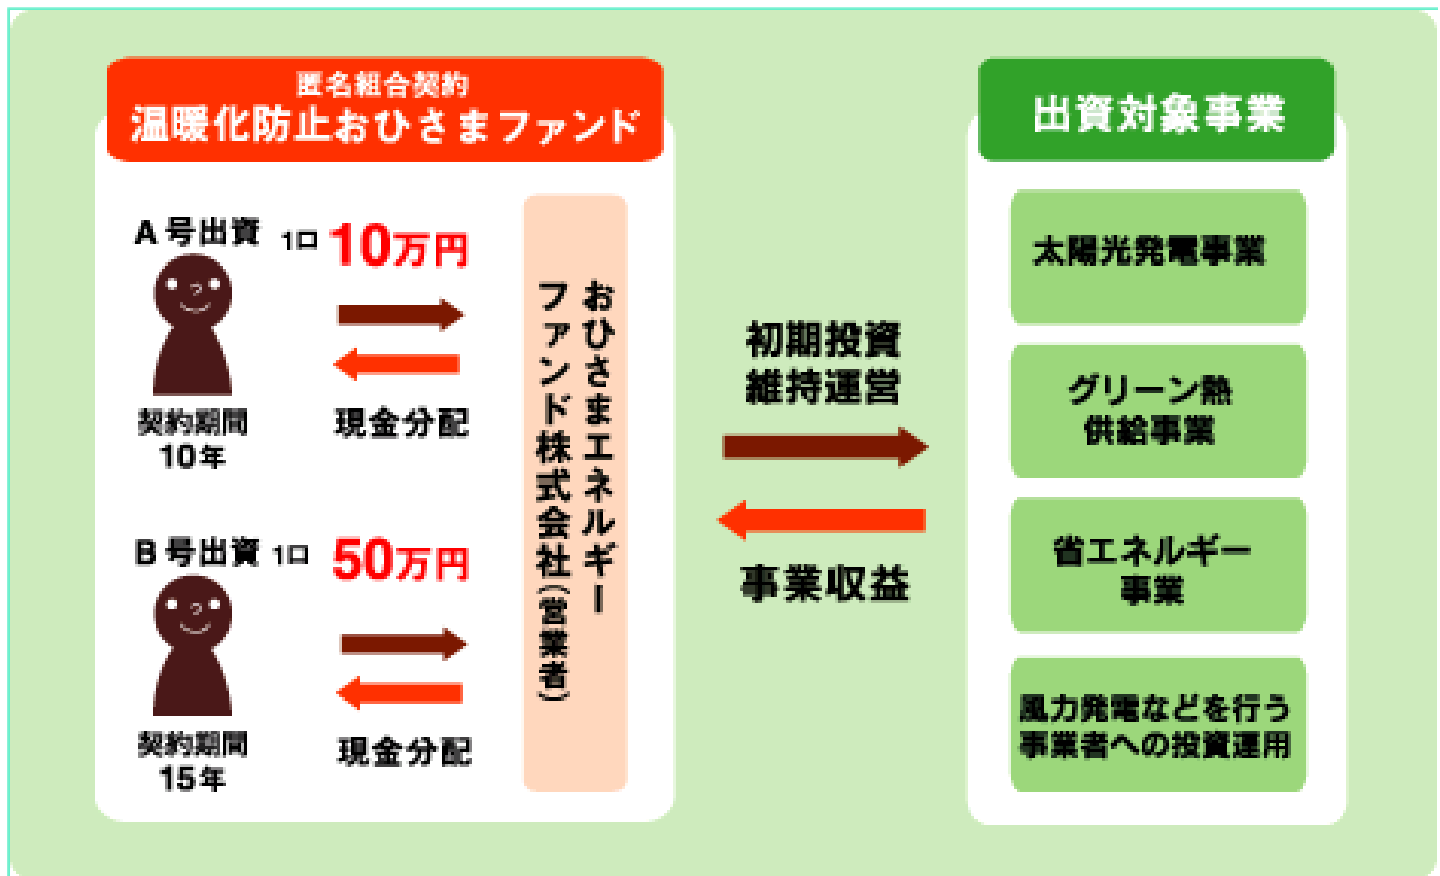 匿名組合契約
温暖化防止おひさまファンド
A号出資 1口 10万円
現金分配
契約期間
10年
B号出資 1口 50万円
現金分配
契約期間
15年
おひさまエネルギー
ファンド株式会社(営業者)
初期投資
維持運営
事業収益
出資対象事業
太陽光発電事業
グリーン熱
供給事業
省エネルギー
事業
風力発電などを行う
事業者への投資運用